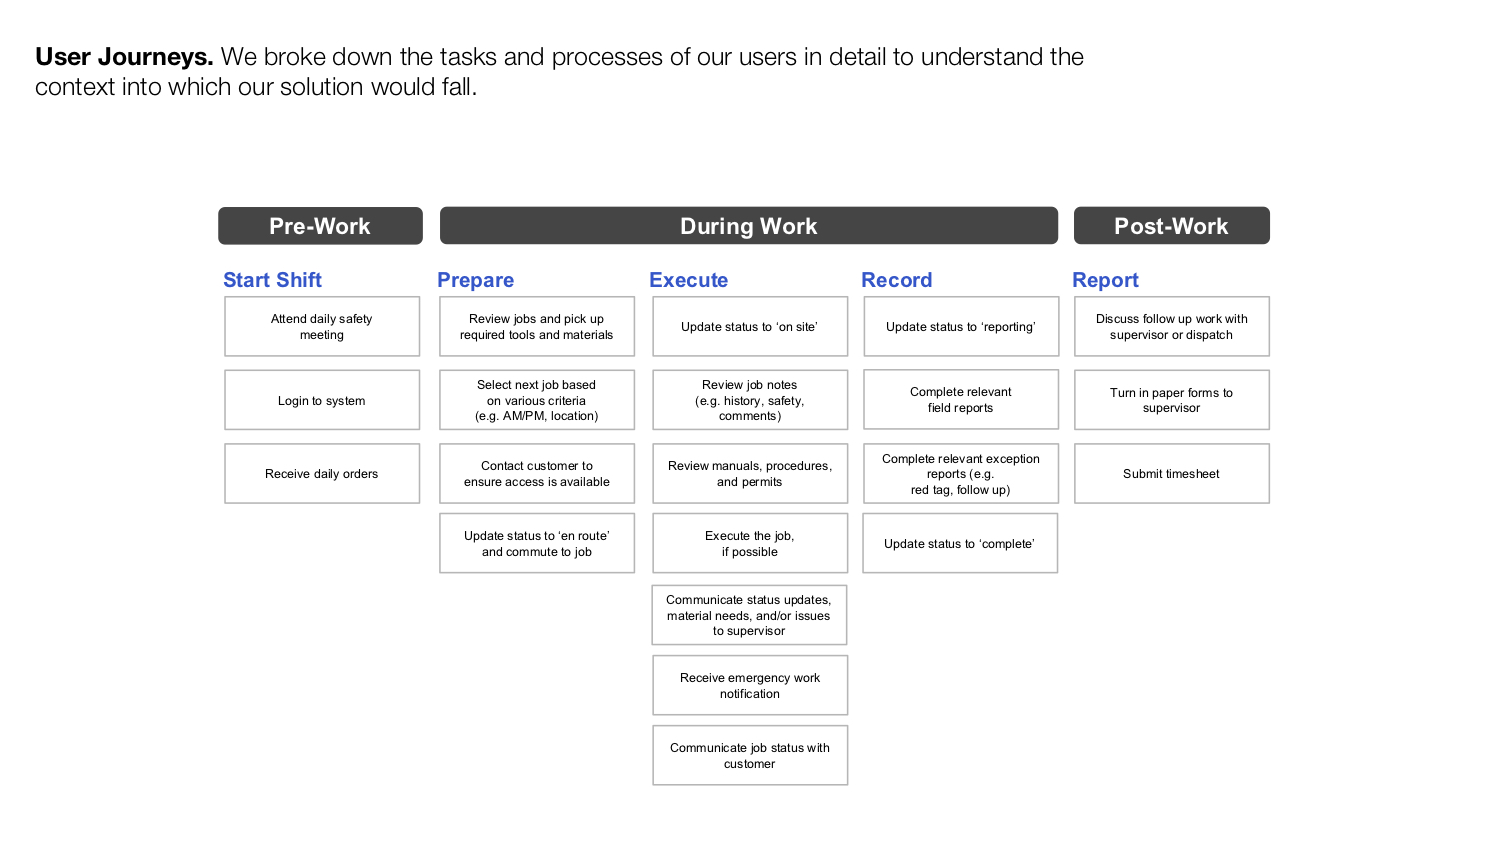 User Journeys. We broke down the tasks and processes of our users in detail to understand the
context into which our solution would fall.
Pre-Work
During Work
Post-Work
Start Shift
Attend daily safety
meeting
Login to system
Receive daily orders
Prepare
Review jobs and pick up
required tools and materials
Select next job based
on various criteria
(e.g. AM/PM, location)
Contact customer to
ensure access is available
Update status to ‘en route’
and commute to job
Execute
Update status to ‘on site’
Review job notes
(e.g. history, safety,
comments)
Review manuals, procedures,
and permits
Execute the job,
if possible
Communicate status updates,
material needs, and/or issues
to supervisor
Receive emergency work
notification
Communicate job status with
customer
Record
Update status to ‘reporting’
Complete relevant
field reports
Complete relevant exception
reports (e.g.
red tag, follow up)
Update status to ‘complete’
Report
Discuss follow up work with
supervisor or dispatch
Turn in paper forms to
supervisor
Submit timesheet